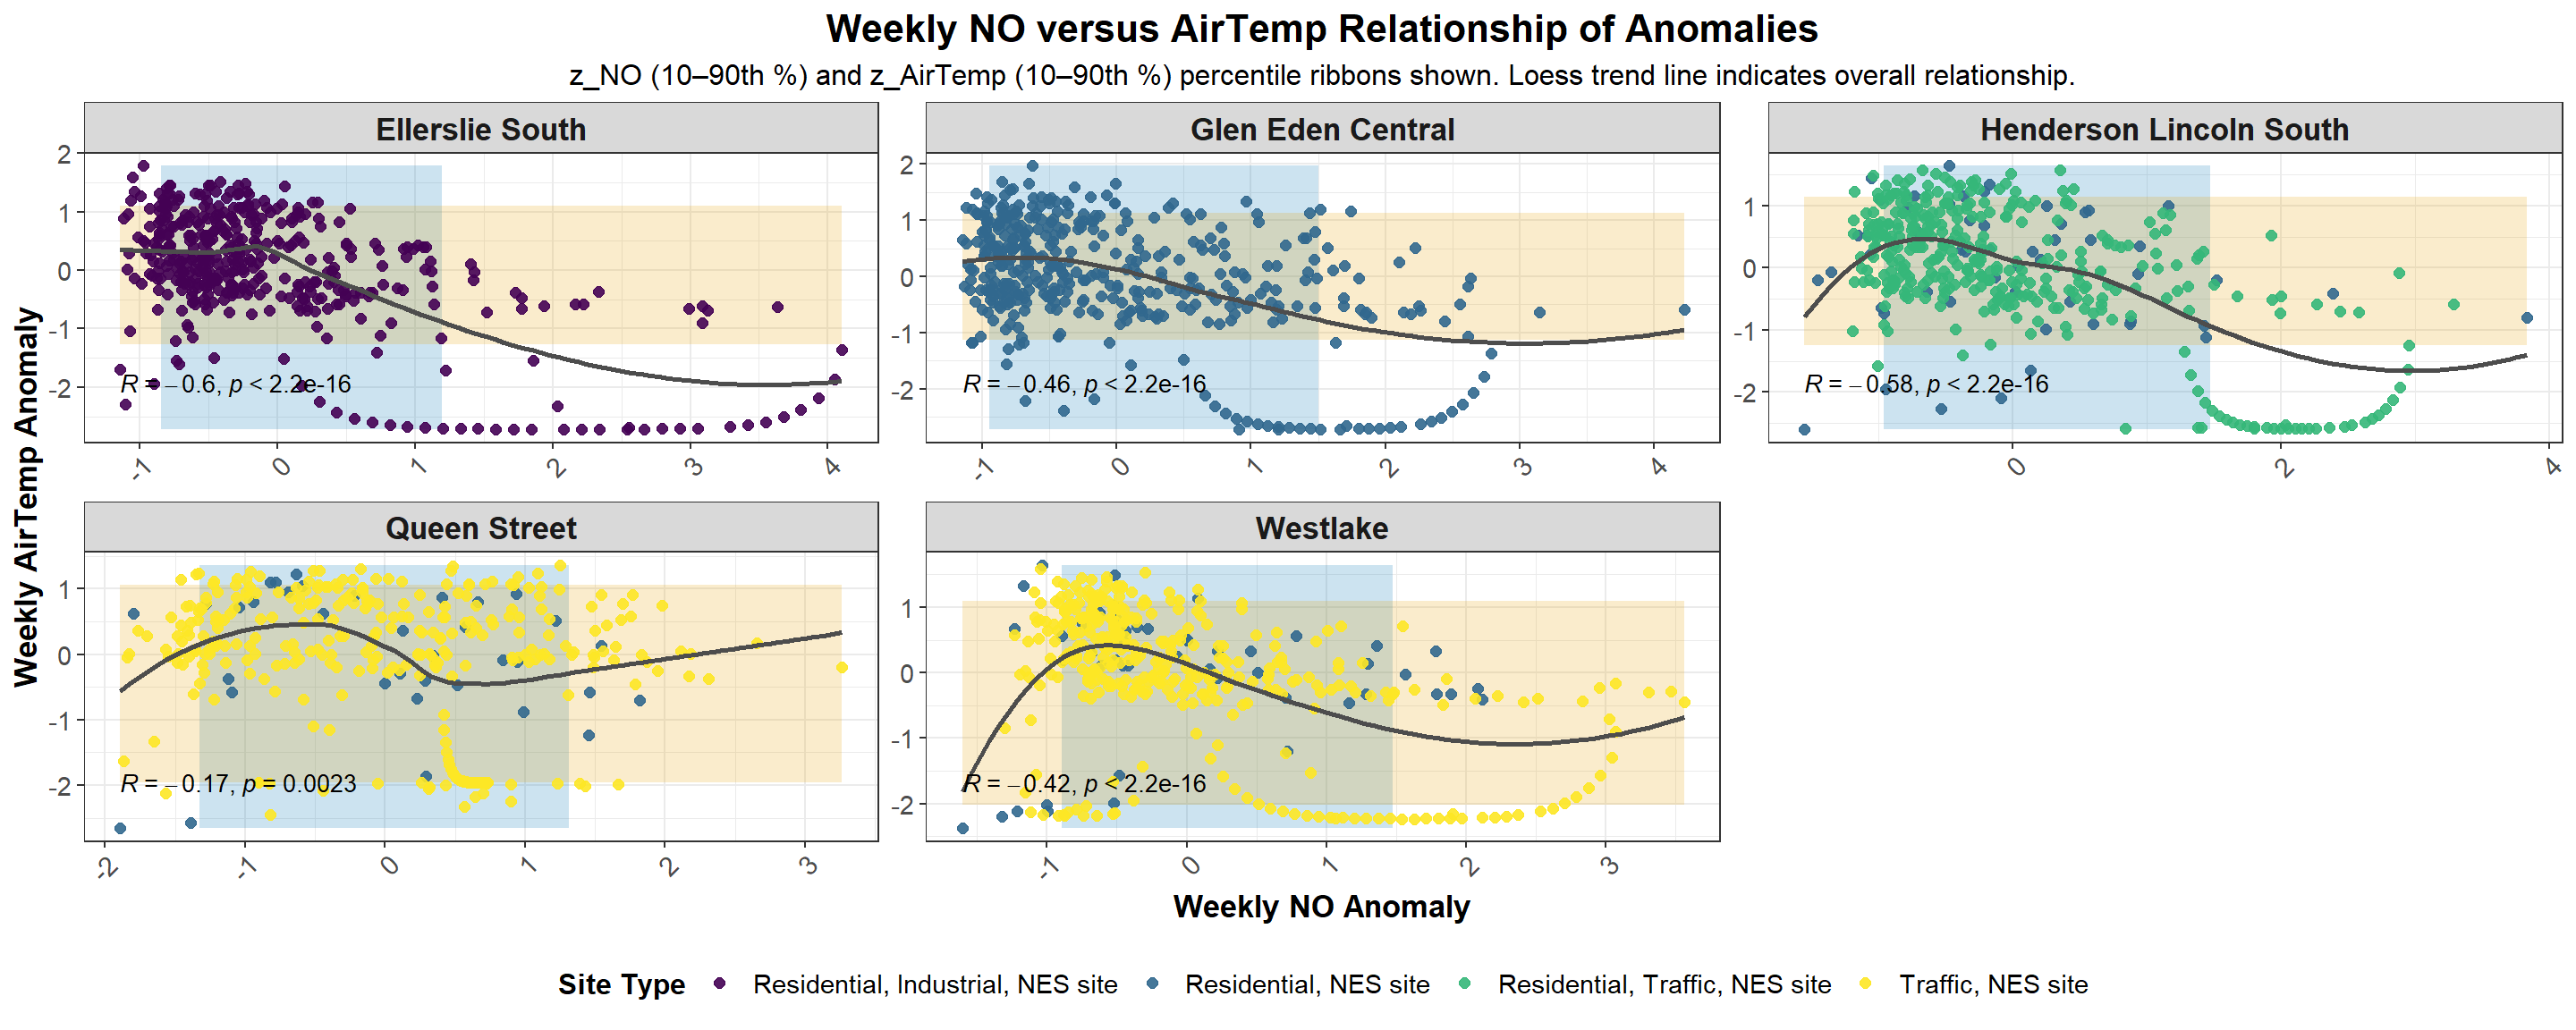 Weekly NO versus AirTemp Relationship of Anomalies
z_NO (10–90th %) and z_AirTemp (10–90th %) percentile ribbons shown. Loess trend line indicates overall relationship.
Weekly AirTemp Anomaly
Ellerslie South
2
1
0
-1
-2
R = −0.6, p < 2.2e-16
-1
0
1
2
3
4
Glen Eden Central
2
1
0
-1
-2
R = −0.46, p < 2.2e-16
-1
0
1
2
3
4
Henderson Lincoln South
1
0
-1
-2
R = −0.58, p < 2.2e-16
0
2
4
Queen Street
1
0
-1
-2
R = −0.17, p = 0.0023
-2
-1
0
1
2
3
Westlake
1
0
-1
-2
R = −0.42, p < 2.2e-16
-1
0
1
2
3
Weekly NO Anomaly
Site Type
Residential, Industrial, NES site
Residential, NES site
Residential, Traffic, NES site
Traffic, NES site